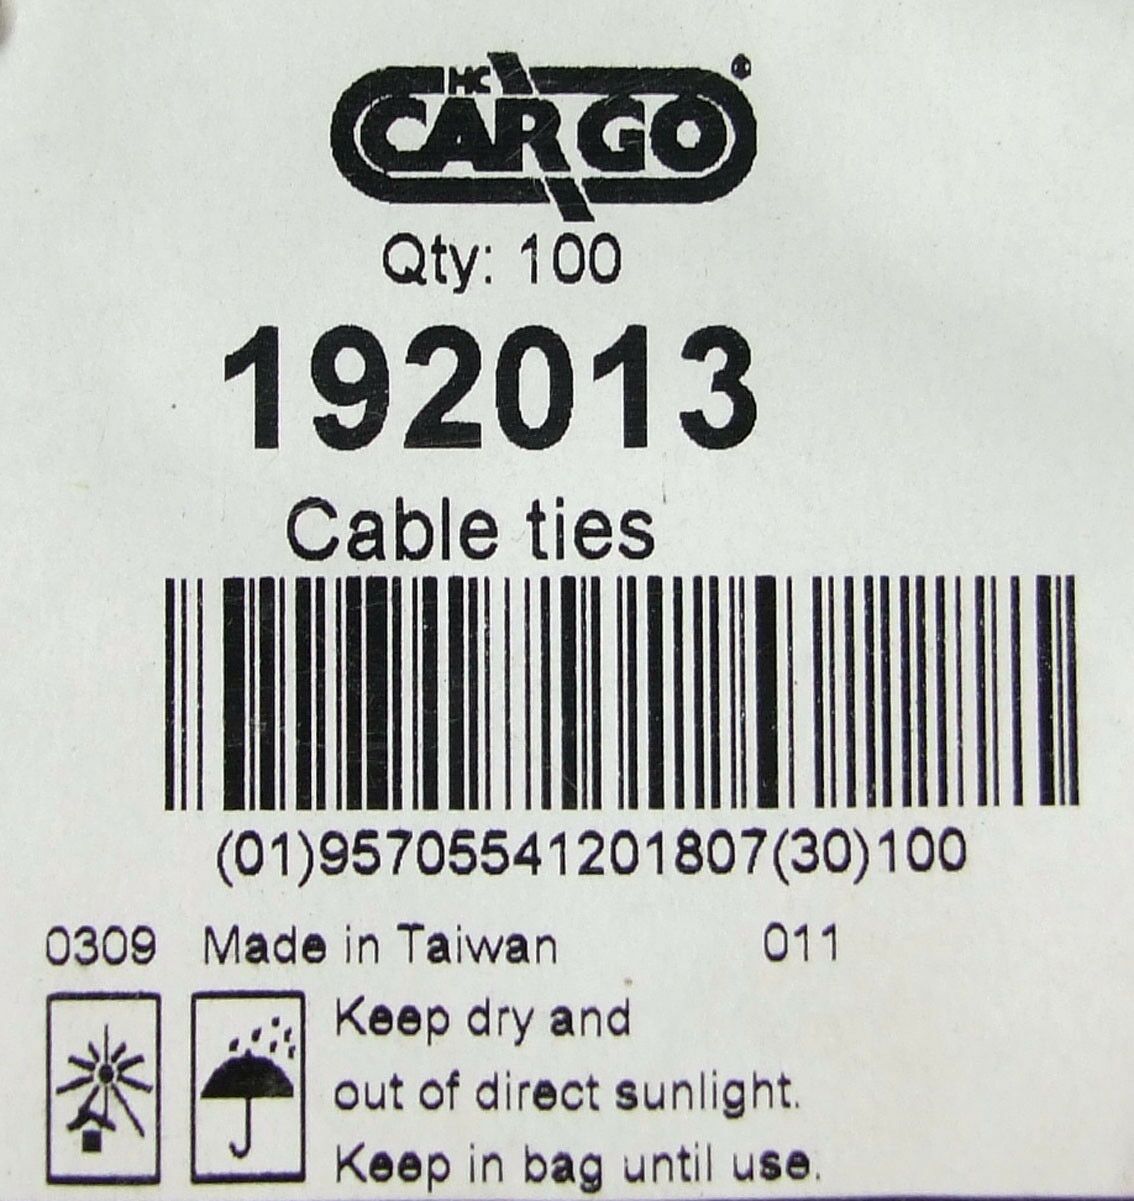 HC
CARGO®
Qty: 100
192013
Cable ties
(01)95705541201807(30)100
0309 Made in Taiwan 011
Keep dry and
out of direct sunlight.
Keep in bag until use.